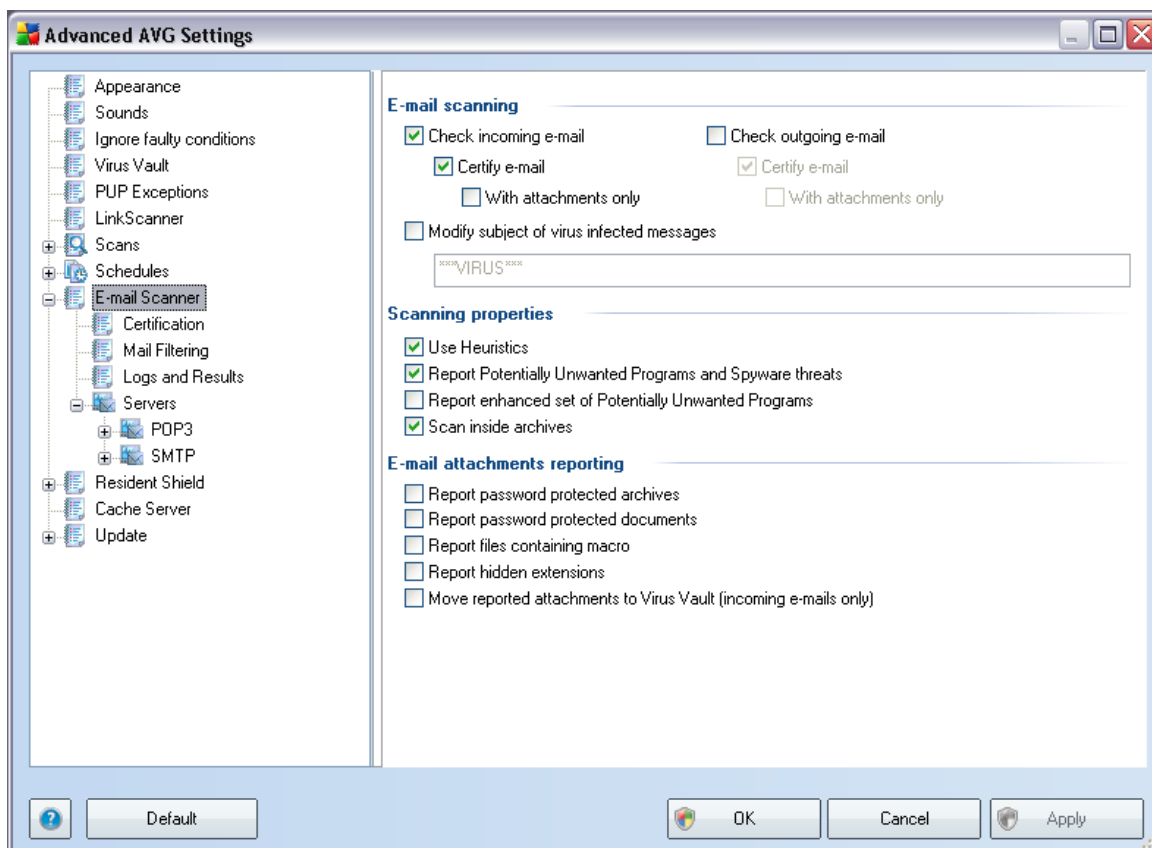 Advanced AVG Settings
Appearance
Sounds
Ignore faulty conditions
Virus Vault
PUP Exceptions
LinkScanner
Scans
Schedules
E-mail Scanner
Certification
Mail Filtering
Logs and Results
Servers
POP3
SMTP
Resident Shield
Cache Server
Update
E-mail scanning
Check incoming e-mail
Check outgoing e-mail
Certify e-mail
Certify e-mail
With attachments only
With attachments only
Modify subject of virus infected messages
***VIRUS***
Scanning properties
Use Heuristics
Report Potentially Unwanted Programs and Spyware threats
Report enhanced set of Potentially Unwanted Programs
Scan inside archives
E-mail attachments reporting
Report password protected archives
Report password protected documents
Report files containing macro
Report hidden extensions
Move reported attachments to Virus Vault (incoming e-mails only)
?
Default
OK
Cancel
Apply